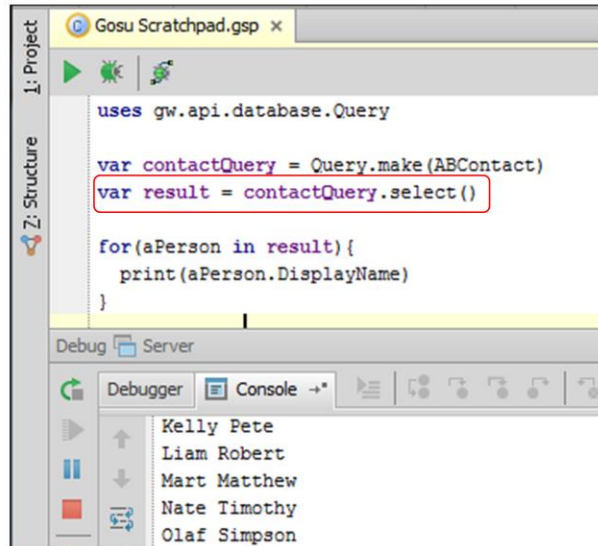 1: Project
Z: Structure
Gosu Scratchpad.gsp ×
uses gw.api.database.Query
var contactQuery = Query.make(ABContact)
var result = contactQuery.select()
for(aPerson in result){
print(aPerson.DisplayName)
}
Debug Server
Debugger Console
Kelly Pete
Liam Robert
Mart Matthew
Nate Timothy
Olaf Simpson